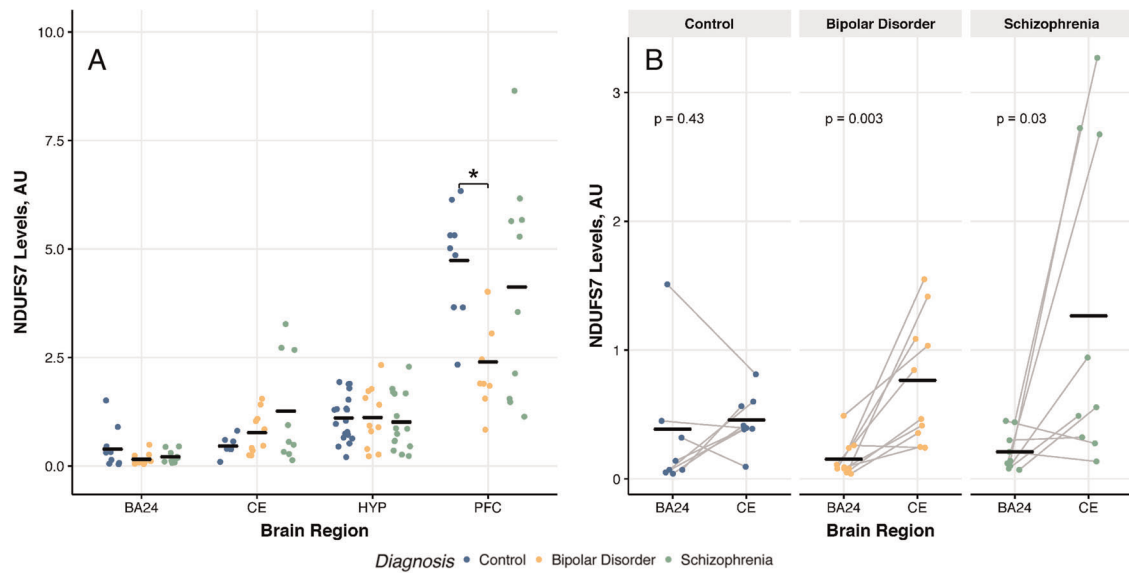 A
NDUFS7 Levels, AU
10.0
7.5
5.0
2.5
0.0
*
BA24 CE HYP PFC
Brain Region
B
NDUFS7 Levels, AU
Control Bipolar Disorder Schizophrenia
3
2
1
0
p = 0.43 p = 0.003 p = 0.03
BA24 CE BA24 CE BA24 CE
Brain Region
Diagnosis Control Bipolar Disorder Schizophrenia